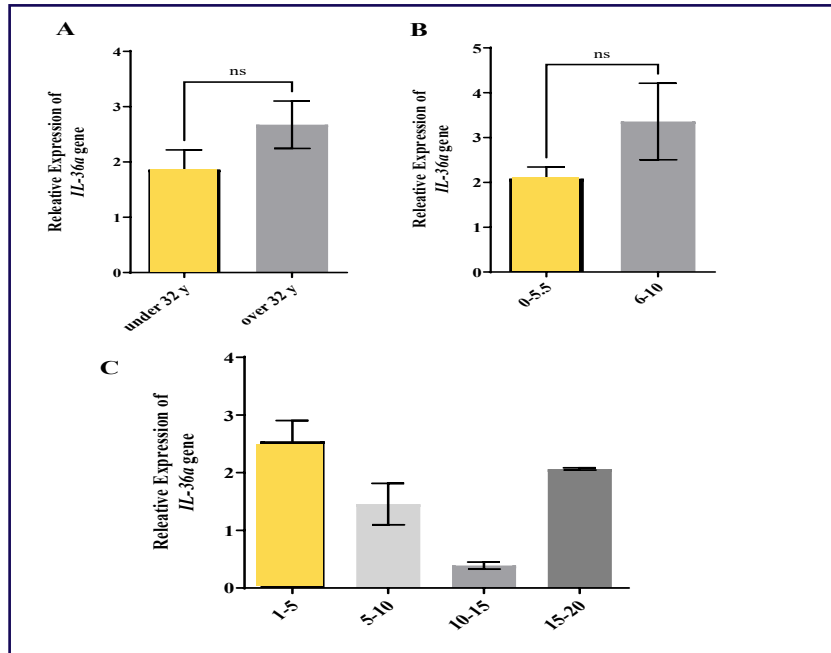 A
Releative Expression of
IL-36a gene
4
3
2
1
0
ns
under 32 y
over 32 y
B
Releative Expression of
IL-36a gene
5
4
3
2
1
0
ns
0-5.5
6-10
C
Releative Expression of
IL-36a gene
4
3
2
1
0
1-5
5-10
10-15
15-20